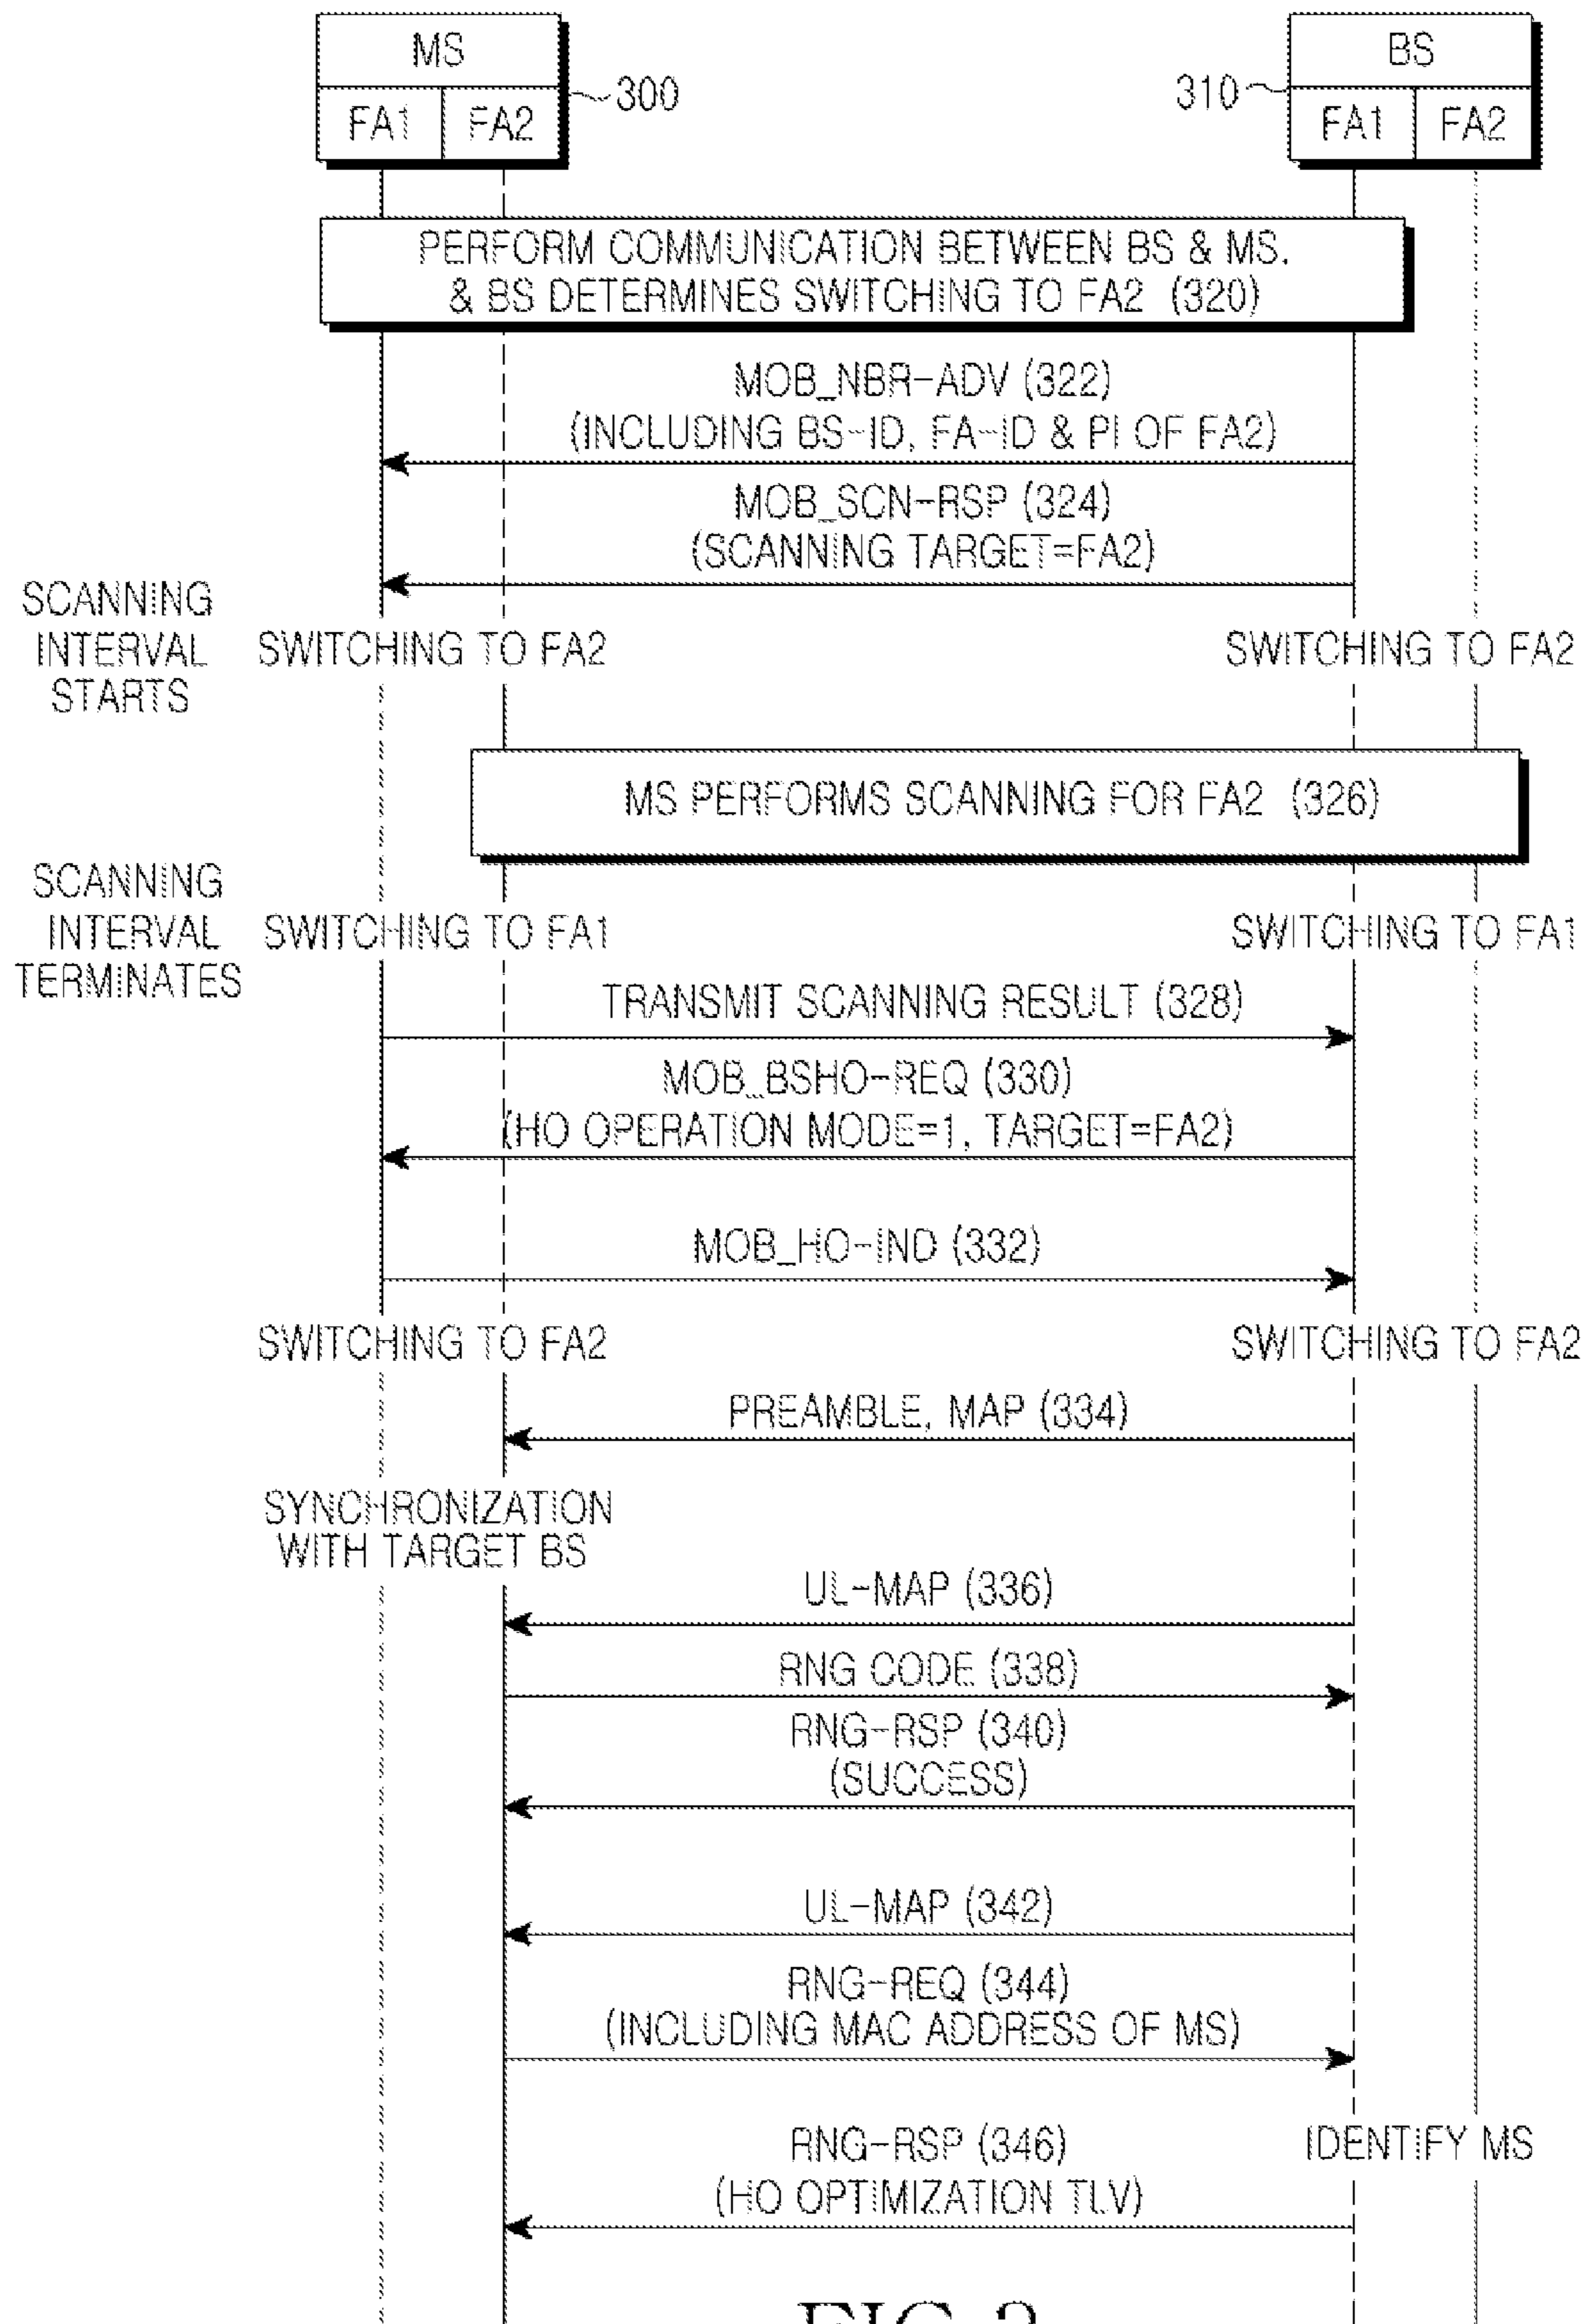 MS
FA1 FA2
300
BS
FA1 FA2
310
PERFORM COMMUNICATION BETWEEN BS & MS.
& BS DETERMINES SWITCHING TO FA2 (320)
MOB_NBR-ADV (322)
(INCLUDING BS-ID, FA-ID & PI OF FA2)
MOB_SCN-RSP (324)
(SCANNING TARGET=FA2)
SCANNING
INTERVAL
STARTS
SWITCHING TO FA2
SWITCHING TO FA2
MS PERFORMS SCANNING FOR FA2 (326)
SCANNING
INTERVAL
TERMINATES
SWITCHING TO FA1
SWITCHING TO FA1
TRANSMIT SCANNING RESULT (328)
MOB_BSHO-REQ (330)
(HO OPERATION MODE=1, TARGET=FA2)
MOB_HO-IND (332)
SWITCHING TO FA2
SWITCHING TO FA2
PREAMBLE, MAP (334)
SYNCHRONIZATION
WITH TARGET BS
UL-MAP (336)
RNG CODE (338)
RNG-RSP (340)
(SUCCESS)
UL-MAP (342)
RNG-REQ (344)
(INCLUDING MAC ADDRESS OF MS)
IDENTIFY MS
RNG-RSP (346)
(HO OPTIMIZATION TLV)